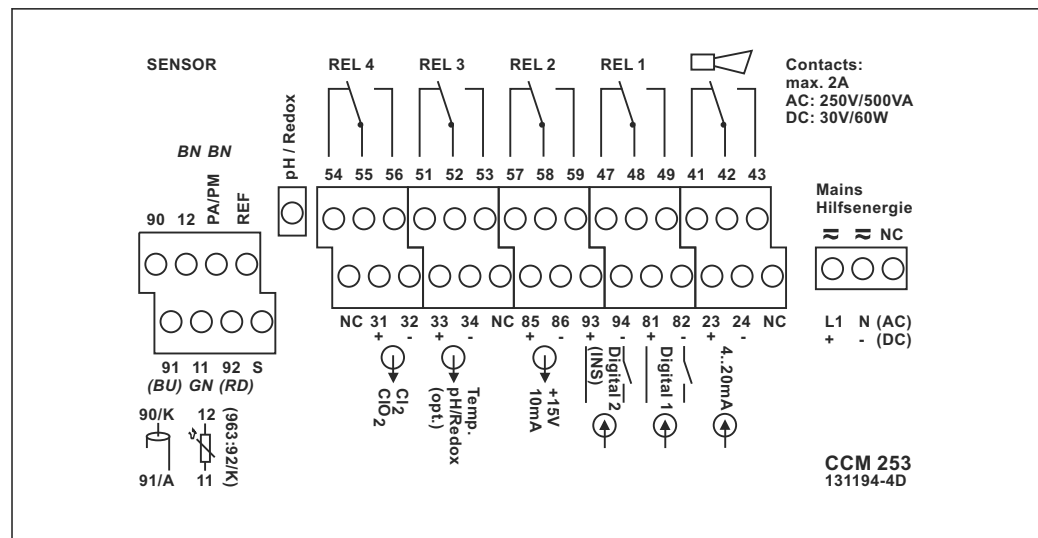 SENSOR
REL 4 REL 3 REL 2 REL 1
Contacts:
max. 2A
AC: 250V/500VA
DC: 30V/60W
pH / Redox
BN BN
90 12 PA/PM REF
54 55 56 51 52 53 57 58 59 47 48 49 41 42 43
Mains
Hilfsenergie
≂ ≂ NC
NC 31 32 33 34 NC 85 86 93 94 81 82 23 24 NC
+ - + - + - + - + - + -
L1 N (AC)
+ - (DC)
91 11 92 S
(BU) GN (RD)
Cl2
ClO2
Temp.
pH/Redox
(opt.)
+15V
10mA
Digital 2
(INS)
Digital 1
4..20mA
90/K 12
91/A 11
(963:92/K)
CCM 253
131194-4D